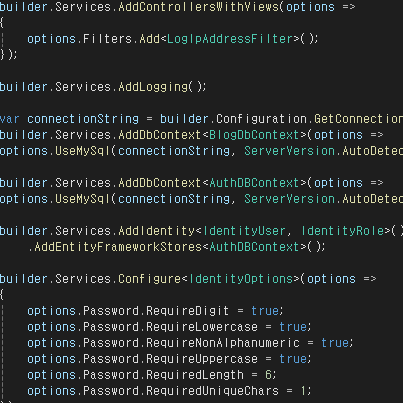 builder.Services.AddControllersWithViews(options =>
{
options.Filters.Add<LogIpAddressFilter>();
});
builder.Services.AddLogging();
var connectionString = builder.Configuration.GetConnection
builder.Services.AddDbContext<BlogDbContext>(options =>
options.UseMySql(connectionString, ServerVersion.AutoDetec
builder.Services.AddDbContext<AuthDBContext>(options =>
options.UseMySql(connectionString, ServerVersion.AutoDetec
builder.Services.AddIdentity<IdentityUser, IdentityRole>()
.AddEntityFrameworkStores<AuthDBContext>();
builder.Services.Configure<IdentityOptions>(options =>
{
options.Password.RequireDigit = true;
options.Password.RequireLowercase = true;
options.Password.RequireNonAlphanumeric = true;
options.Password.RequireUppercase = true;
options.Password.RequiredLength = 6;
options.Password.RequiredUniqueChars = 1;